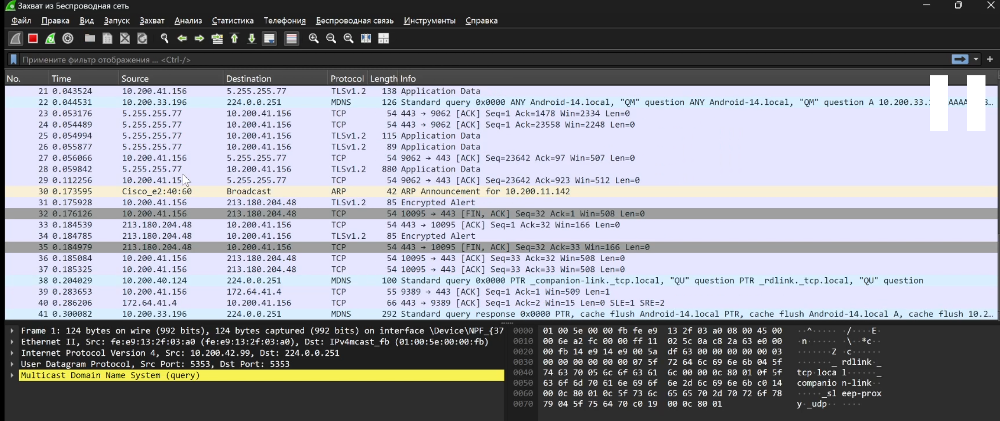 Захват из Беспроводная сеть
Файл Правка Вид Запуск Захват Анализ Статистика Телефония Беспроводная связь Инструменты Справка
Примените фильтр отображения ... <Ctrl-/>
No. Time Source Destination Protocol Length Info
21 0.043524 10.200.41.156 5.255.255.77 TLSv1.2 138 Application Data
22 0.044531 10.200.33.196 224.0.0.251 MDNS 126 Standard query 0x0000 ANY Android-14.local, "QM" question ANY Android-14.local, "QM" question A 10.200.33. AAAA
23 0.053176 5.255.255.77 10.200.41.156 TCP 54 443 → 9062 [ACK] Seq=1 Ack=1478 Win=2334 Len=0
24 0.054489 5.255.255.77 10.200.41.156 TCP 54 443 → 9062 [ACK] Seq=1 Ack=23558 Win=2248 Len=0
25 0.054994 5.255.255.77 10.200.41.156 TLSv1.2 115 Application Data
26 0.055877 5.255.255.77 10.200.41.156 TLSv1.2 89 Application Data
27 0.056066 10.200.41.156 5.255.255.77 TCP 54 9062 → 443 [ACK] Seq=23642 Ack=97 Win=507 Len=0
28 0.059842 5.255.255.77 10.200.41.156 TLSv1.2 880 Application Data
29 0.112256 10.200.41.15 5.255.255.77 TCP 54 9062 → 443 [ACK] Seq=23642 Ack=923 Win=512 Len=0
30 0.173595 Cisco_e2:40:60 Broadcast ARP 42 ARP Announcement for 10.200.11.142
31 0.175928 10.200.41.156 213.180.204.48 TLSv1.2 85 Encrypted Alert
32 0.176126 10.200.41.156 213.180.204.48 TCP 54 10095 → 443 [FIN, ACK] Seq=32 Ack=1 Win=508 Len=0
33 0.184539 213.180.204.48 10.200.41.156 TCP 54 443 → 10095 [ACK] Seq=1 Ack=32 Win=166 Len=0
34 0.184785 213.180.204.48 10.200.41.156 TLSv1.2 85 Encrypted Alert
35 0.184979 213.180.204.48 10.200.41.156 TCP 54 443 → 10095 [FIN, ACK] Seq=32 Ack=33 Win=166 Len=0
36 0.185084 10.200.41.156 213.180.204.48 TCP 54 10095 → 443 [ACK] Seq=33 Ack=32 Win=508 Len=0
37 0.185325 10.200.41.156 213.180.204.48 TCP 54 10095 → 443 [ACK] Seq=33 Ack=33 Win=508 Len=0
38 0.204029 10.200.40.124 224.0.0.251 MDNS 100 Standard query 0x0000 PTR _companion-link._tcp.local, "QU" question PTR _rdlink._tcp.local, "QU" question
39 0.283653 10.200.41.156 172.64.41.4 TCP 55 9389 → 443 [ACK] Seq=1 Ack=1 Win=509 Len=1
40 0.286206 172.64.41.4 10.200.41.156 TCP 66 443 → 9389 [ACK] Seq=1 Ack=2 Win=15 Len=0 SLE=1 SRE=2
41 0.300082 10.200.33.196 224.0.0.251 MDNS 292 Standard query response 0x0000 PTR, cache flush Android-14.local PTR, cache flush Android-14.local A, cache flush 10.2…
Frame 1: 124 bytes on wire (992 bits), 124 bytes captured (992 bits) on interface \Device\NPF_{37
Ethernet II, Src: fe:e9:13:2f:03:a0 (fe:e9:13:2f:03:a0), Dst: IPv4mcast_fb (01:00:5e:00:00:fb)
Internet Protocol Version 4, Src: 10.200.42.99, Dst: 224.0.0.251
User Datagram Protocol, Src Port: 5353, Dst Port: 5353
Multicast Domain Name System (query)
0000 01 00 5e 00 00 fb fe e9 13 2f 03 a0 08 00 45 00 ··^····· ·/····E·
0010 00 6e a2 fc 00 00 ff 11 02 5c 0a c8 2a 63 e0 00 ·n······ ·\··*c··
0020 00 fb 14 e9 14 e9 00 5a df 63 00 00 00 00 00 03 ·······Z ·c······
0030 00 00 00 00 00 00 07 5f 72 64 6c 69 6e 6b 04 5f ·······_ rdlink·_
0040 74 63 70 05 6c 6f 63 61 6c 00 00 0c 80 01 0f 5f tcp·loca l······_
0050 63 6f 6d 70 61 6e 69 6f 6e 2d 6c 69 6e 6b c0 14 companio n-link··
0060 00 0c 80 01 0c 5f 73 6c 65 65 70 2d 70 72 6f 78 ·····_sl eep-prox
0070 79 04 5f 75 64 70 c0 19 00 0c 80 01 y·_udp·· ····